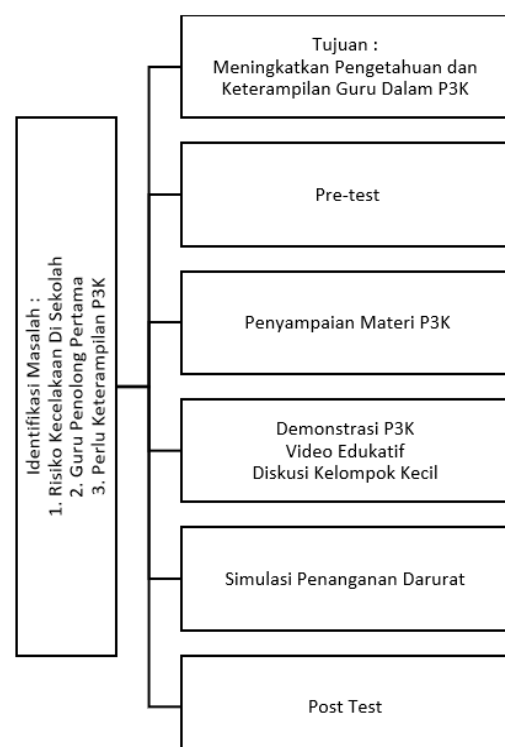 Identifikasi Masalah :
1. Risiko Kecelakaan Di Sekolah
2. Guru Penolong Pertama
3. Perlu Keterampilan P3K
Tujuan :
Meningkatkan Pengetahuan dan
Keterampilan Guru Dalam P3K
Pre-test
Penyampaian Materi P3K
Demonstrasi P3K
Video Edukatif
Diskusi Kelompok Kecil
Simulasi Penanganan Darurat
Post Test